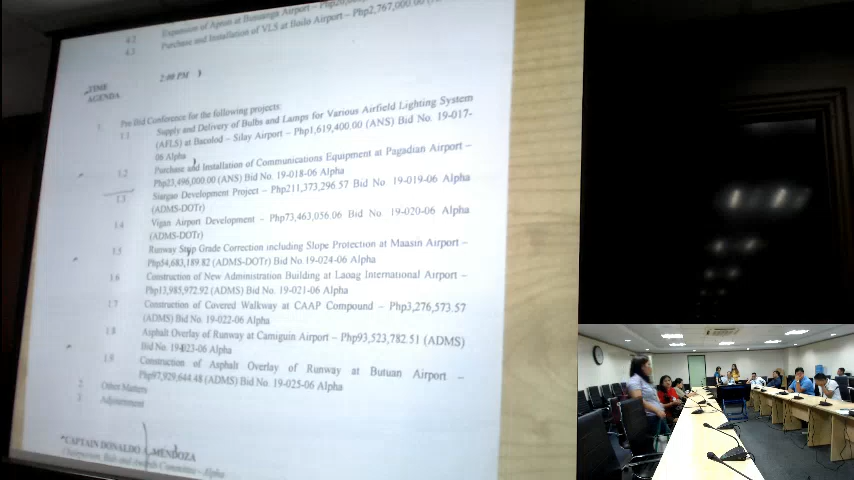 4.2 Expansion of Apron at Busuanga Airport –
4.3 Purchase and Installation of VLS at Baslo Airport – Php2,767,000.00
TIME 2:00 PM
AGENDA
1. Pre Bid Conference for the following projects:
1.1 Supply and Delivery of Bulbs and Lamps for Various Airfield Lighting System
(AFLS) at Bacolod – Silay Airport – Php1,619,400.00 (ANS) Bid No. 19-017-
06 Alpha
1.2 Purchase and Installation of Communications Equipment at Pagadian Airport –
Php23,496,000.00 (ANS) Bid No. 19-018-06 Alpha
1.3 Siargao Development Project – Php211,373,296.57 Bid No. 19-019-06 Alpha
(ADMS-DOTr)
1.4 Vigan Airport Development – Php73,463,056.06 Bid No. 19-020-06 Alpha
(ADMS-DOTr)
1.5 Runway Strip Grade Correction including Slope Protection at Maasin Airport –
Php54,683,189.82 (ADMS-DOTr) Bid No. 19-024-06 Alpha
1.6 Construction of New Administration Building at Laoag International Airport –
Php13,985,972.92 (ADMS) Bid No. 19-021-06 Alpha
1.7 Construction of Covered Walkway at CAAP Compound – Php3,276,573.57
(ADMS) Bid No. 19-022-06 Alpha
1.8 Asphalt Overlay of Runway at Camiguin Airport – Php93,523,782.51 (ADMS)
Bid No. 19-023-06 Alpha
1.9 Construction of Asphalt Overlay of Runway at Butuan Airport –
Php97,929,644.48 (ADMS) Bid No. 19-025-06 Alpha
2 Other Matters
3 Adjournment
CAPTAIN DONALDO A. MENDOZA
Chairperson, Bids and Awards Committee – Alpha